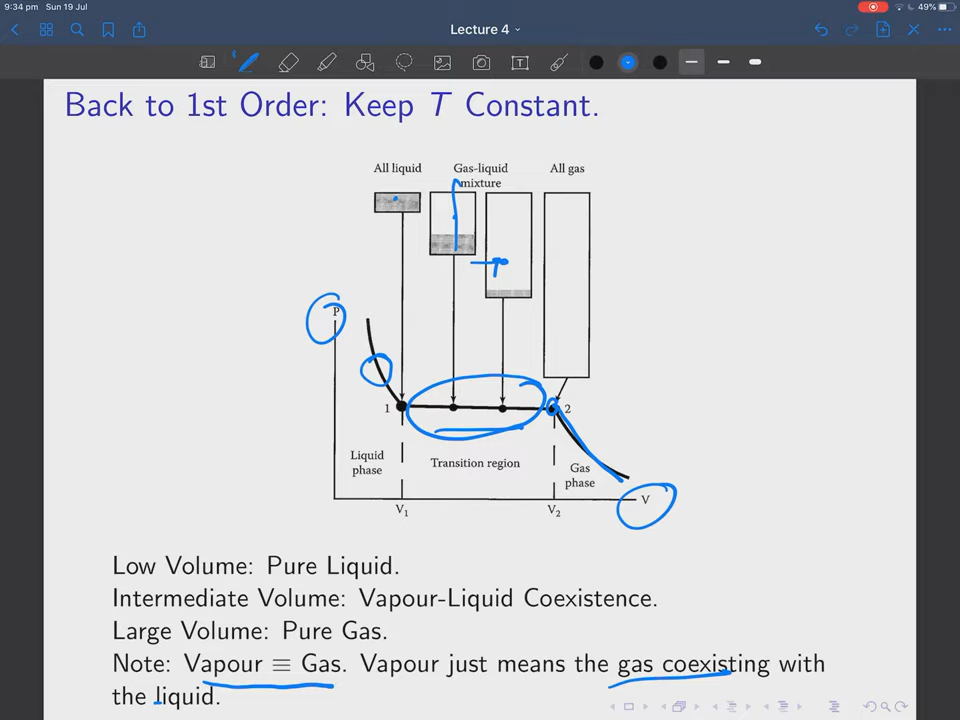 9:34 pm Sun 19 Jul
49%
Lecture 4
T
Back to 1st Order: Keep T Constant.
All liquid
Gas-liquid
mixture
All gas
P
1
2
Liquid
phase
Transition region
Gas
phase
V
V₁
V₂
Low Volume: Pure Liquid.
Intermediate Volume: Vapour-Liquid Coexistence.
Large Volume: Pure Gas.
Note: Vapour ≡ Gas. Vapour just means the gas coexisting with
the liquid.